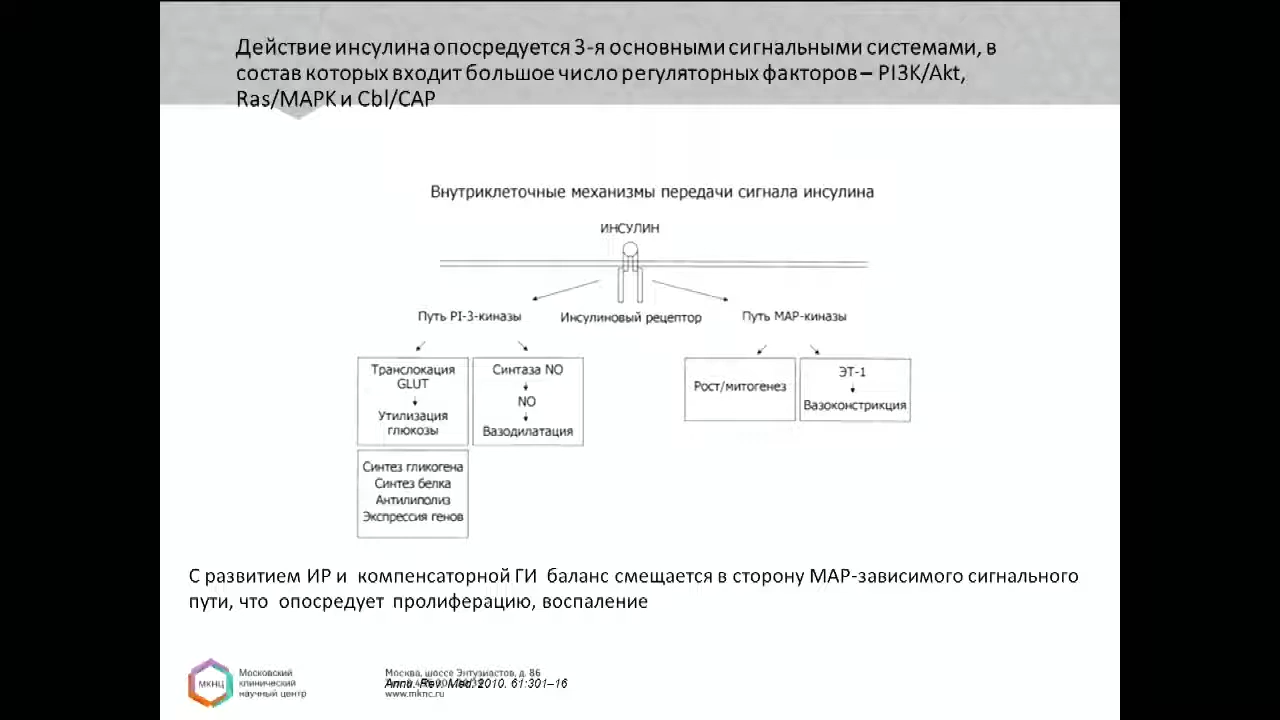 Действие инсулина опосредуется 3-я основными сигнальными системами, в
состав которых входит большое число регуляторных факторов – PI3K/Akt,
Ras/MAPK и Cbl/CAP
Внутриклеточные механизмы передачи сигнала инсулина
ИНСУЛИН
Путь PI-3-киназы
Инсулиновый рецептор
Путь MAP-киназы
Транслокация
GLUT
Утилизация
глюкозы
Синтаза NO
NO
Вазодилатация
Рост/митогенез
ЭТ-1
Вазоконстрикция
Синтез гликогена
Синтез белка
Антилиполиз
Экспрессия генов
С развитием ИР и компенсаторной ГИ баланс смещается в сторону МАР-зависимого сигнального
пути, что опосредует пролиферацию, воспаление
МКНЦ
Московский
клинический
научный центр
Москва, шоссе Энтузиастов, д. 86
Annu. Rev. Med. 2010. 61:301–16
www.mknc.ru